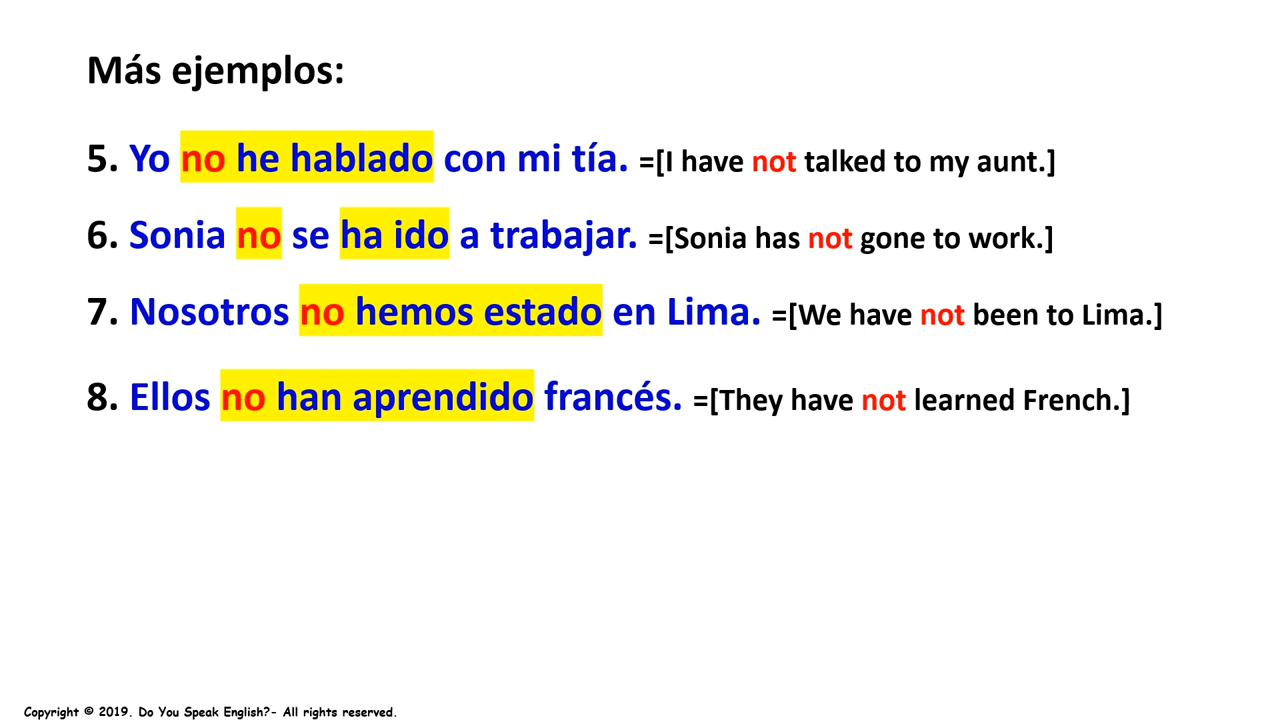 Más ejemplos:
5. Yo no he hablado con mi tía. =[I have not talked to my aunt.]
6. Sonia no se ha ido a trabajar. =[Sonia has not gone to work.]
7. Nosotros no hemos estado en Lima. =[We have not been to Lima.]
8. Ellos no han aprendido francés. =[They have not learned French.]
Copyright © 2019. Do You Speak English?- All rights reserved.